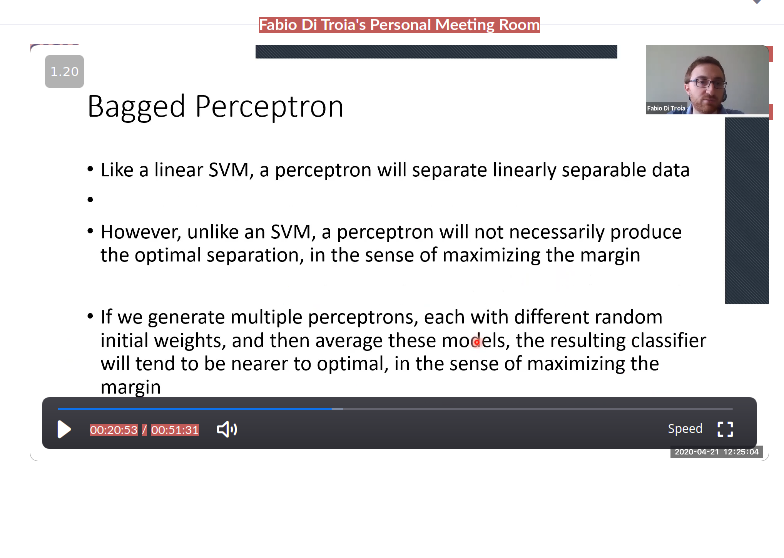 Fabio Di Troia's Personal Meeting Room
1.20
Fabio Di Troia
Bagged Perceptron
• Like a linear SVM, a perceptron will separate linearly separable data
•
• However, unlike an SVM, a perceptron will not necessarily produce
the optimal separation, in the sense of maximizing the margin
• If we generate multiple perceptrons, each with different random
initial weights, and then average these models, the resulting classifier
will tend to be nearer to optimal, in the sense of maximizing the
margin
00:20:53 / 00:51:31
Speed
2020-04-21 12:25:04